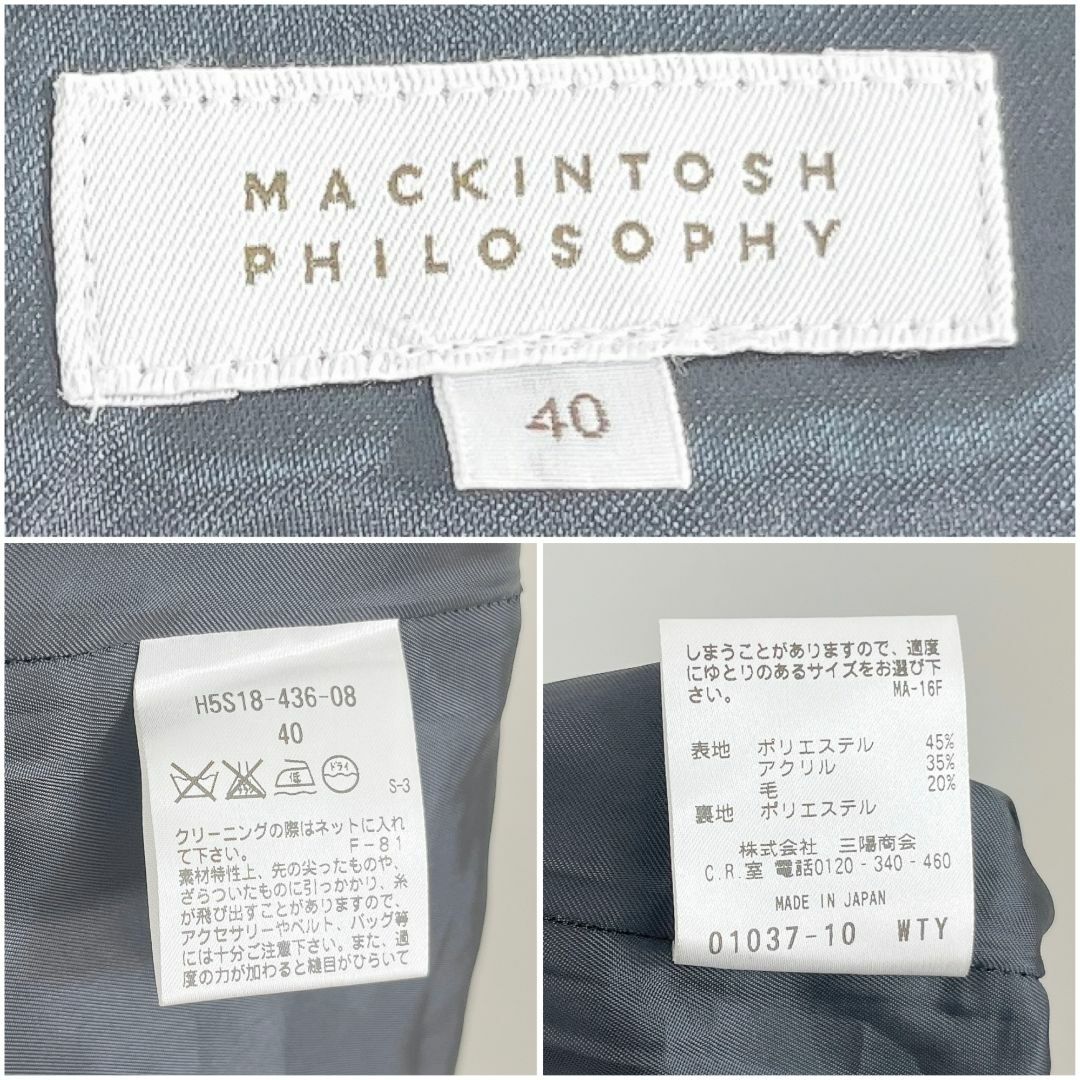 MACKINTOSH
PHILOSOPHY
40
H5S18-436-08
40
低
ドライ
S-3
クリーニングの際はネットに入れ
て下さい。 F-81
素材特性上、先の尖ったものや、
ざらついたものに引っかかり、糸
が飛び出すことがありますので、
アクセサリーやベルト、バッグ等
には十分ご注意下さい。また、過
度の力が加わると縫目がひらいて
しまうことがありますので、適度
にゆとりのあるサイズをお選び下
さい。 MA-16F
表地 ポリエステル 45%
アクリル 35%
毛 20%
裏地 ポリエステル
株式会社 三陽商会
C.R.室 電話0120-340-460
MADE IN JAPAN
01037-10 WTY